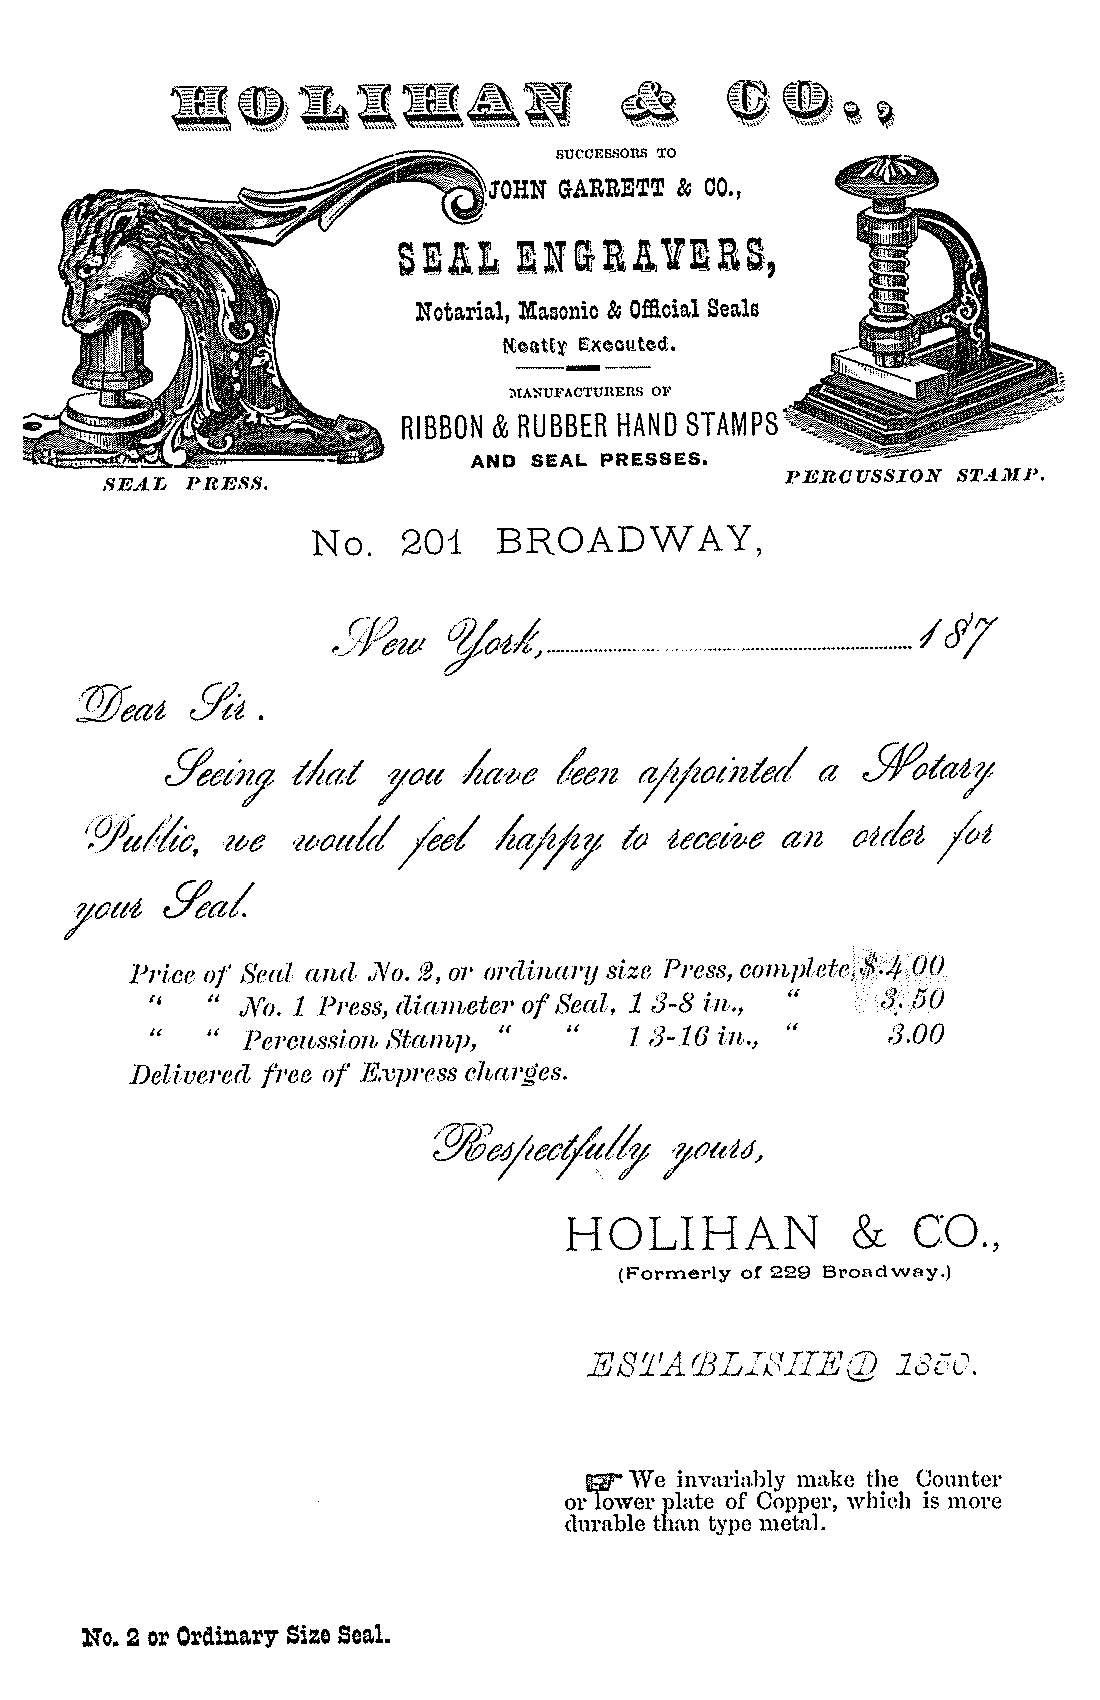 HOLIHAN & CO.,
SUCCESSORS TO
JOHN GARRETT & CO.,
SEAL ENGRAVERS,
Notarial, Masonic & Official Seals
Neatly Executed.
MANUFACTURERS OF
RIBBON & RUBBER HAND STAMPS
AND SEAL PRESSES.
SEAL PRESS.
PERCUSSION STAMP.
No. 201 BROADWAY,
New York, 187
Dear Sir.
Seeing that you have been appointed a Notary
Public, we would feel happy to receive an order for
your Seal.
Price of Seal and No. 2, or ordinary size Press, complete, $.4.00
“ “ No. 1 Press, diameter of Seal, 1 3-8 in., “ 3.50
“ “ Percussion Stamp, “ “ 1 3-16 in., “ 3.00
Delivered free of Express charges.
Respectfully yours,
HOLIHAN & CO.,
(Formerly of 229 Broadway.)
ESTABLISHED 1850.
☞ We invariably make the Counter
or lower plate of Copper, which is more
durable than type metal.
No. 2 or Ordinary Size Seal.